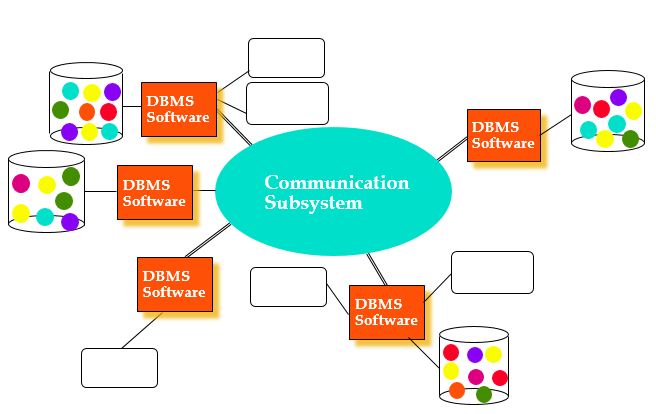 DBMS
Software
DBMS
Software
DBMS
Software
Communication
Subsystem
DBMS
Software
DBMS
Software